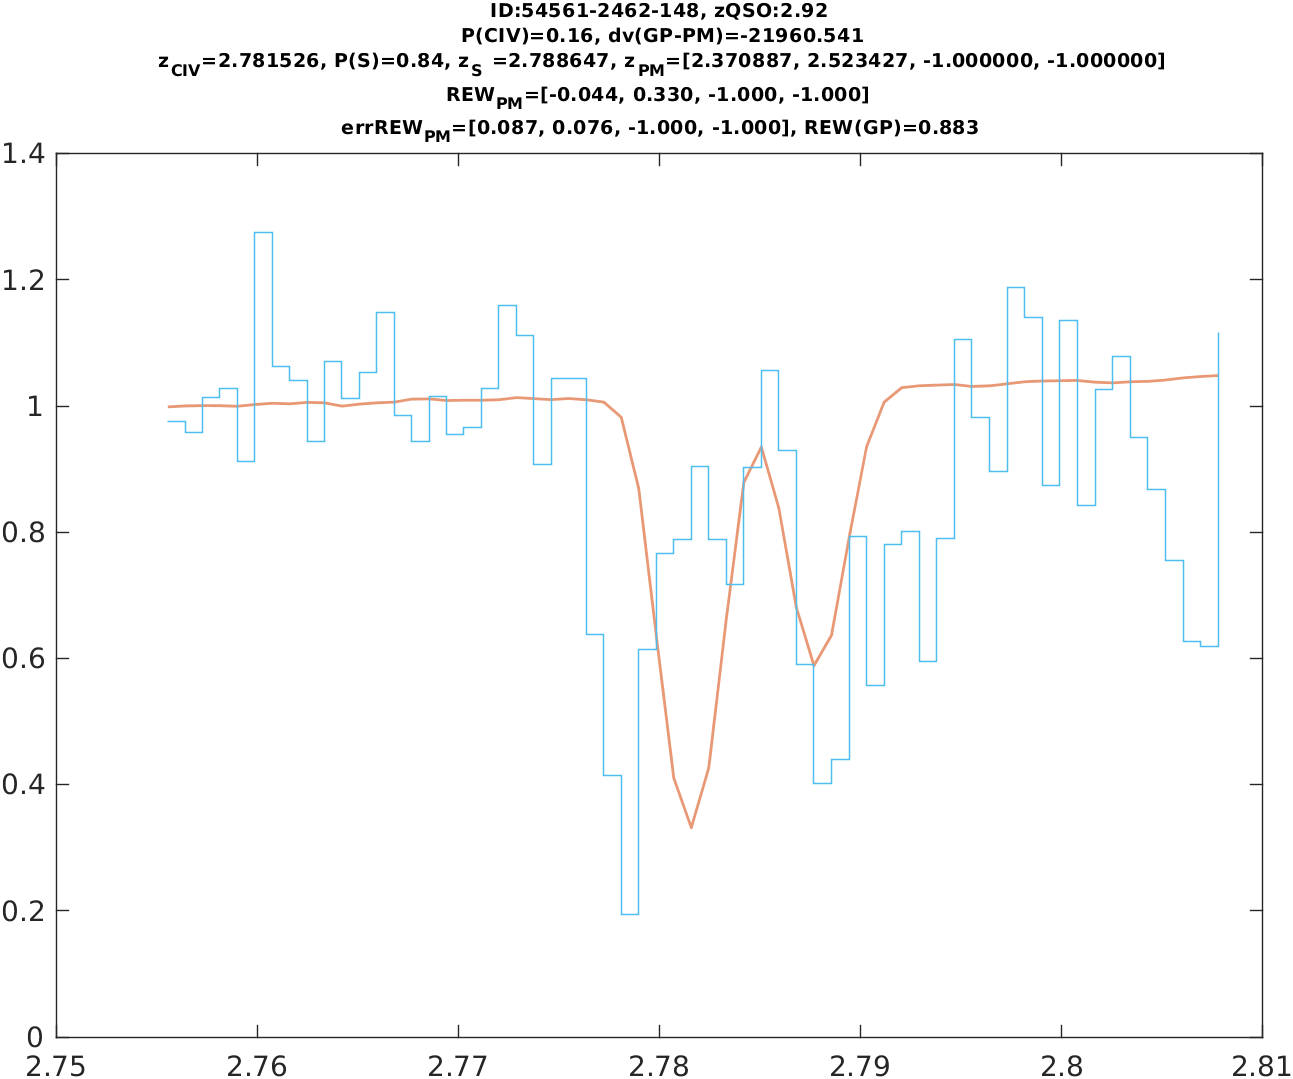 ID:54561-2462-148, zQSO:2.92
P(CIV)=0.16, dv(GP-PM)=-21960.541
zCIV=2.781526, P(S)=0.84, zS =2.788647, zPM=[2.370887, 2.523427, -1.000000, -1.000000]
REWPM=[-0.044, 0.330, -1.000, -1.000]
errREWPM=[0.087, 0.076, -1.000, -1.000], REW(GP)=0.883
1.4
1.2
1
0.8
0.6
0.4
0.2
0
2.75 2.76 2.77 2.78 2.79 2.8 2.81